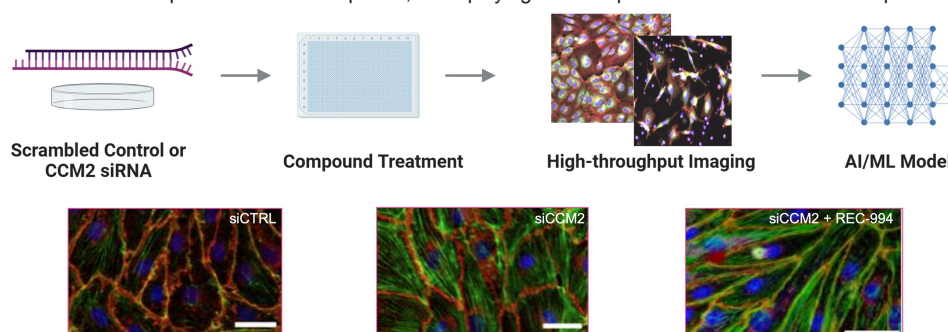 Scrambled Control or
CCM2 siRNA
Compound Treatment
High-throughput Imaging
AI/ML Model
siCTRL
siCCM2
siCCM2 + REC-994